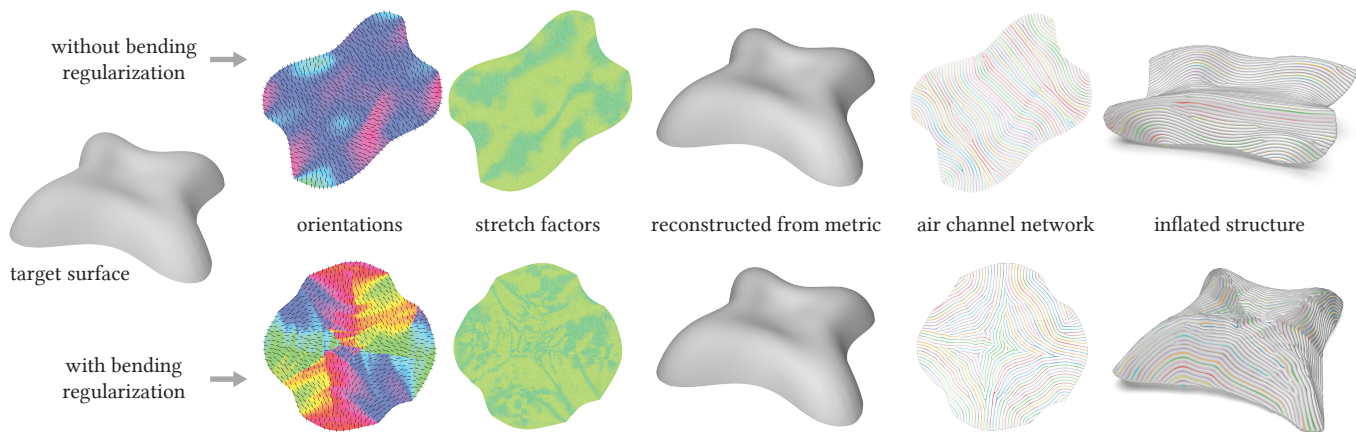 without bending
regularization
orientations
stretch factors
reconstructed from metric
air channel network
inflated structure
target surface
with bending
regularization